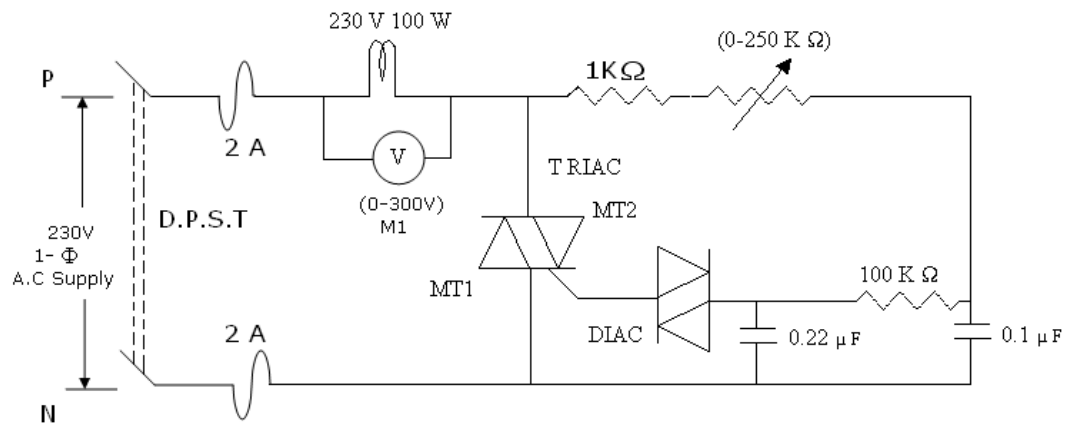 230 V 100 W
(0-250 K Ω)
P
1KΩ
2 A
V
TRIAC
(0-300V)
M1
D.P.S.T
MT2
230V
1- Φ
A.C Supply
MT1
100 K Ω
DIAC
2 A
0.22 µF
0.1 µF
N